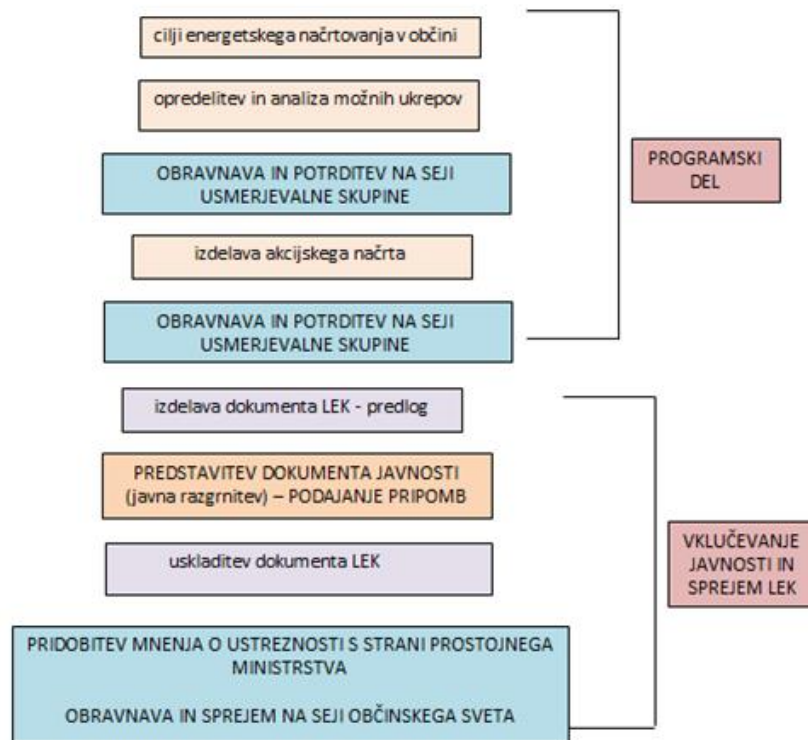 cilji energetskega načrtovanja v občini
opredelitev in analiza možnih ukrepov
OBRAVNAVA IN POTRDITEV NA SEJI
USMERJEVALNE SKUPINE
izdelava akcijskega načrta
OBRAVNAVA IN POTRDITEV NA SEJI
USMERJEVALNE SKUPINE
PROGRAMSKI
DEL
izdelava dokumenta LEK - predlog
PREDSTAVITEV DOKUMENTA JAVNOSTI
(javna razgrnitev) – PODAJANJE PRIPOMB
uskladitev dokumenta LEK
PRIDOBITEV MNENJA O USTREZNOSTI S STRANI PROSTOJNEGA
MINISTRSTVA
OBRAVNAVA IN SPREJEM NA SEJI OBČINSKEGA SVETA
VKLUČEVANJE
JAVNOSTI IN
SPREJEM LEK